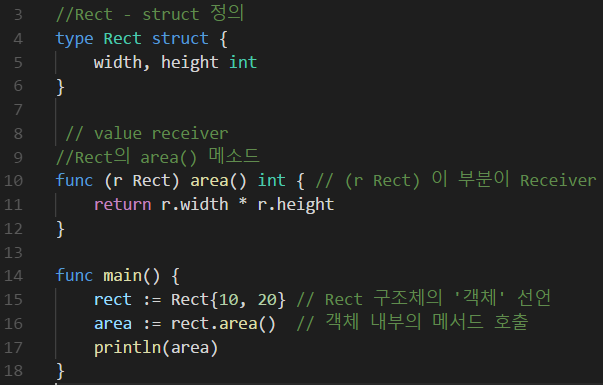 3 //Rect - struct 정의
4 type Rect struct {
5     width, height int
6 }
7
8  // value receiver
9 //Rect의 area() 메소드
10 func (r Rect) area() int { // (r Rect) 이 부분이 Receiver
11     return r.width * r.height
12 }
13
14 func main() {
15     rect := Rect{10, 20} // Rect 구조체의 '객체' 선언
16     area := rect.area()  // 객체 내부의 메서드 호출
17     println(area)
18 }